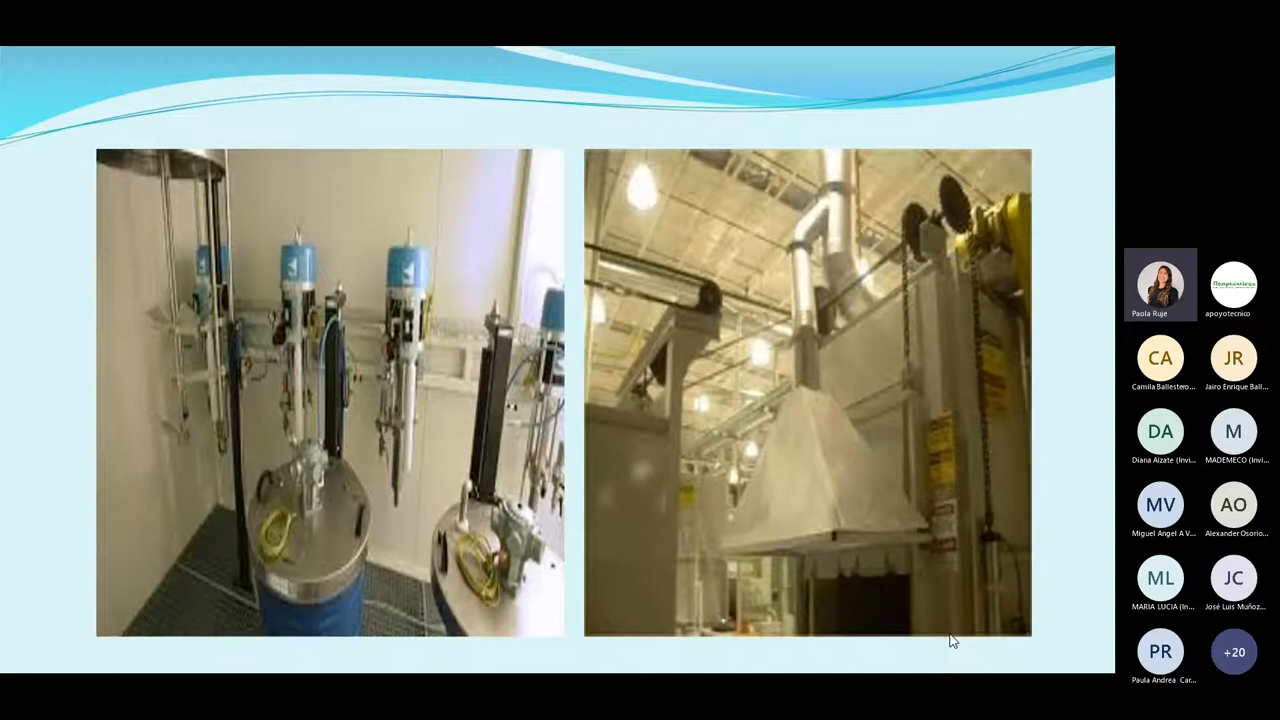 Paola Ruje
apoyotecnico
CA
JR
Camila Ballestero...
Jairo Enrique Ball...
DA
M
Diana Alzate (Invi...
MADEMECO (Invi...
MV
AO
Miguel Angel A V...
Alexander Osorio...
ML
JC
MARIA LUCIA (In...
José Luis Muñoz...
PR
+20
Paula Andrea Car...